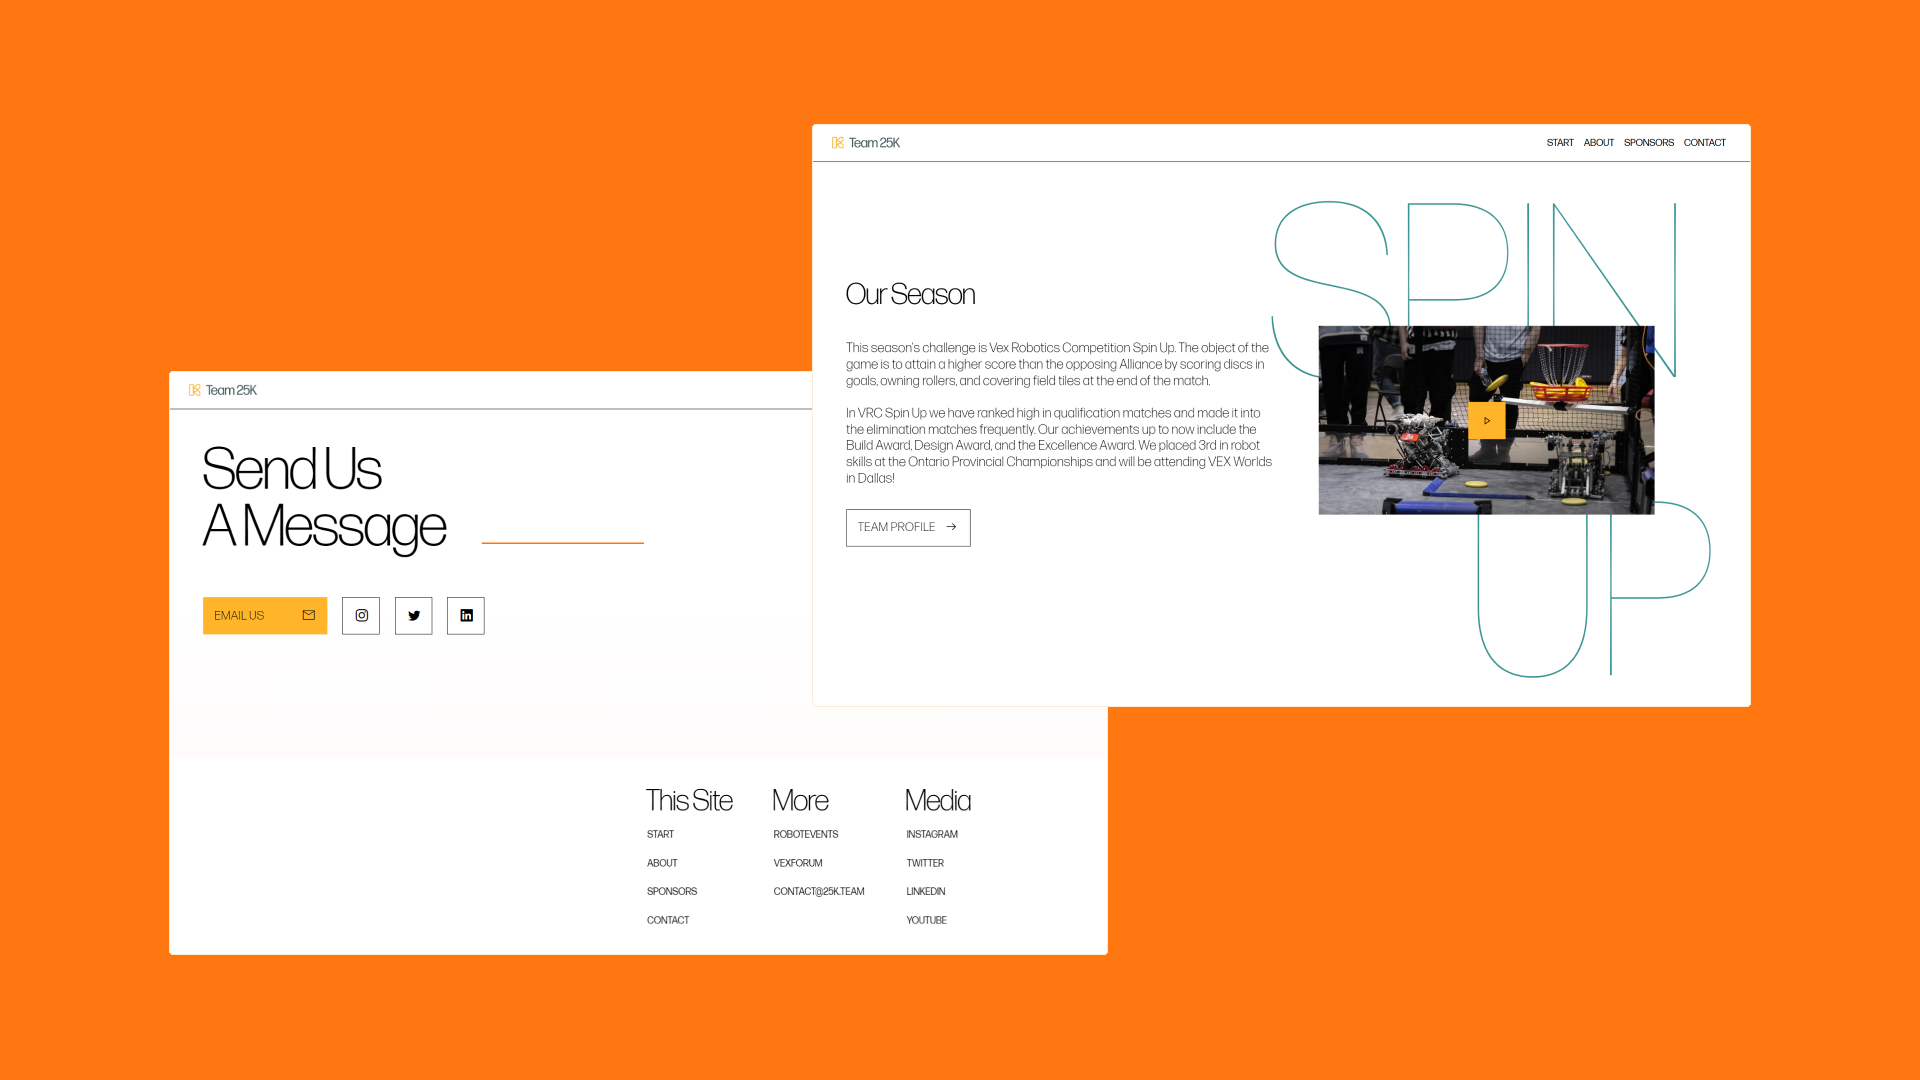 Team 25K
START ABOUT SPONSORS CONTACT
SPIN
UP
Our Season
This season's challenge is Vex Robotics Competition Spin Up. The object of the
game is to attain a higher score than the opposing Alliance by scoring discs in
goals, owning rollers, and covering field tiles at the end of the match.
In VRC Spin Up we have ranked high in qualification matches and made it into
the elimination matches frequently. Our achievements up to now include the
Build Award, Design Award, and the Excellence Award. We placed 3rd in robot
skills at the Ontario Provincial Championships and will be attending VEX Worlds
in Dallas!
TEAM PROFILE
Team 25K
Send Us
A Message
EMAIL US
This Site
START
ABOUT
SPONSORS
CONTACT
More
ROBOTEVENTS
VEXFORUM
CONTACT@25K.TEAM
Media
INSTAGRAM
TWITTER
LINKEDIN
YOUTUBE